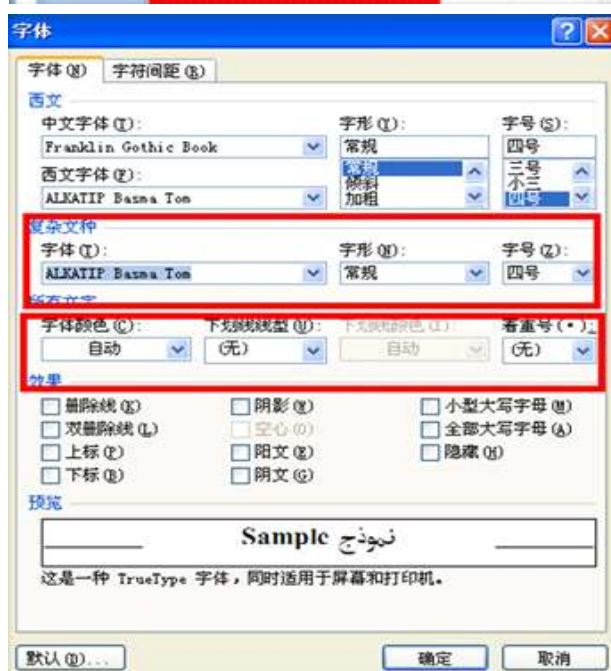 字体
字体(N) 字符间距(R)
西文
中文字体(T): 字形(Y): 字号(S):
Franklin Gothic Book 常规 四号
西文字体(F): 常规 三号
ALKATIP Basma Tom 倾斜 小三
加粗 四号
复杂文种
字体(T): 字形(N): 字号(Z):
ALKATIP Basma Tom 常规 四号
所有文字
字体颜色(C): 下划线线型(U): 下划线颜色(I): 着重号(·):
自动 (无) 自动 (无)
效果
删除线(K) 阴影(W) 小型大写字母(M)
双删除线(L) 空心(O) 全部大写字母(A)
上标(P) 阳文(E) 隐藏(H)
下标(B) 阴文(G)
预览
Sample نموذج
这是一种 TrueType 字体，同时适用于屏幕和打印机。
默认(D)... 确定 取消